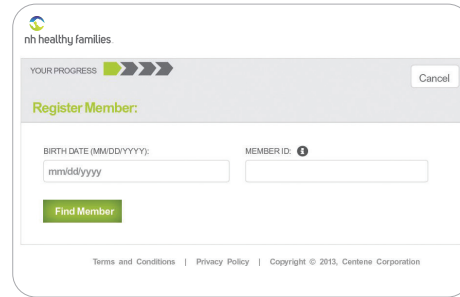 nh healthy families.
YOUR PROGRESS
Cancel
Register Member:
BIRTH DATE (MM/DD/YYYY): MEMBER ID: i
mm/dd/yyyy
Find Member
Terms and Conditions | Privacy Policy | Copyright © 2013, Centene Corporation